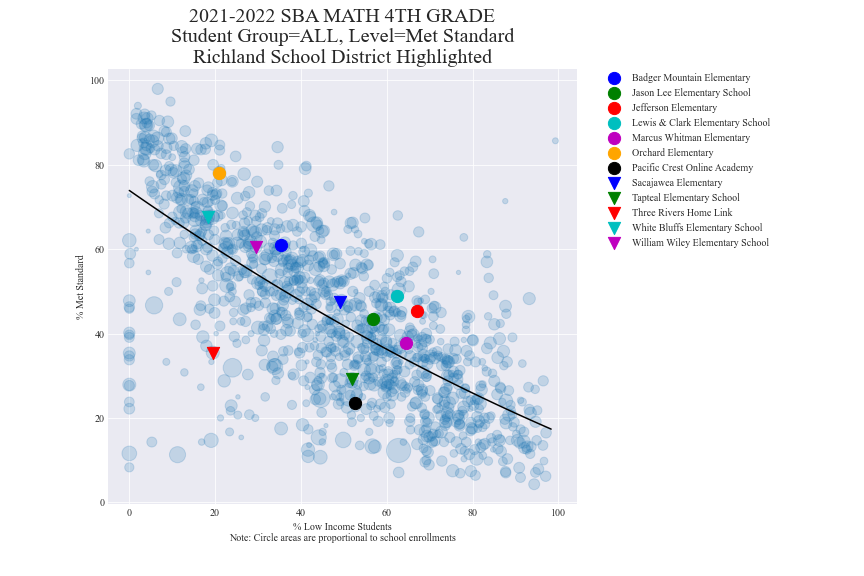 2021-2022 SBA MATH 4TH GRADE
Student Group=ALL, Level=Met Standard
Richland School District Highlighted
100
80
60
40
20
0
% Met Standard
0 20 40 60 80 100
% Low Income Students
Note: Circle areas are proportional to school enrollments
Badger Mountain Elementary
Jason Lee Elementary School
Jefferson Elementary
Lewis & Clark Elementary School
Marcus Whitman Elementary
Orchard Elementary
Pacific Crest Online Academy
Sacajawea Elementary
Tapteal Elementary School
Three Rivers Home Link
White Bluffs Elementary School
William Wiley Elementary School